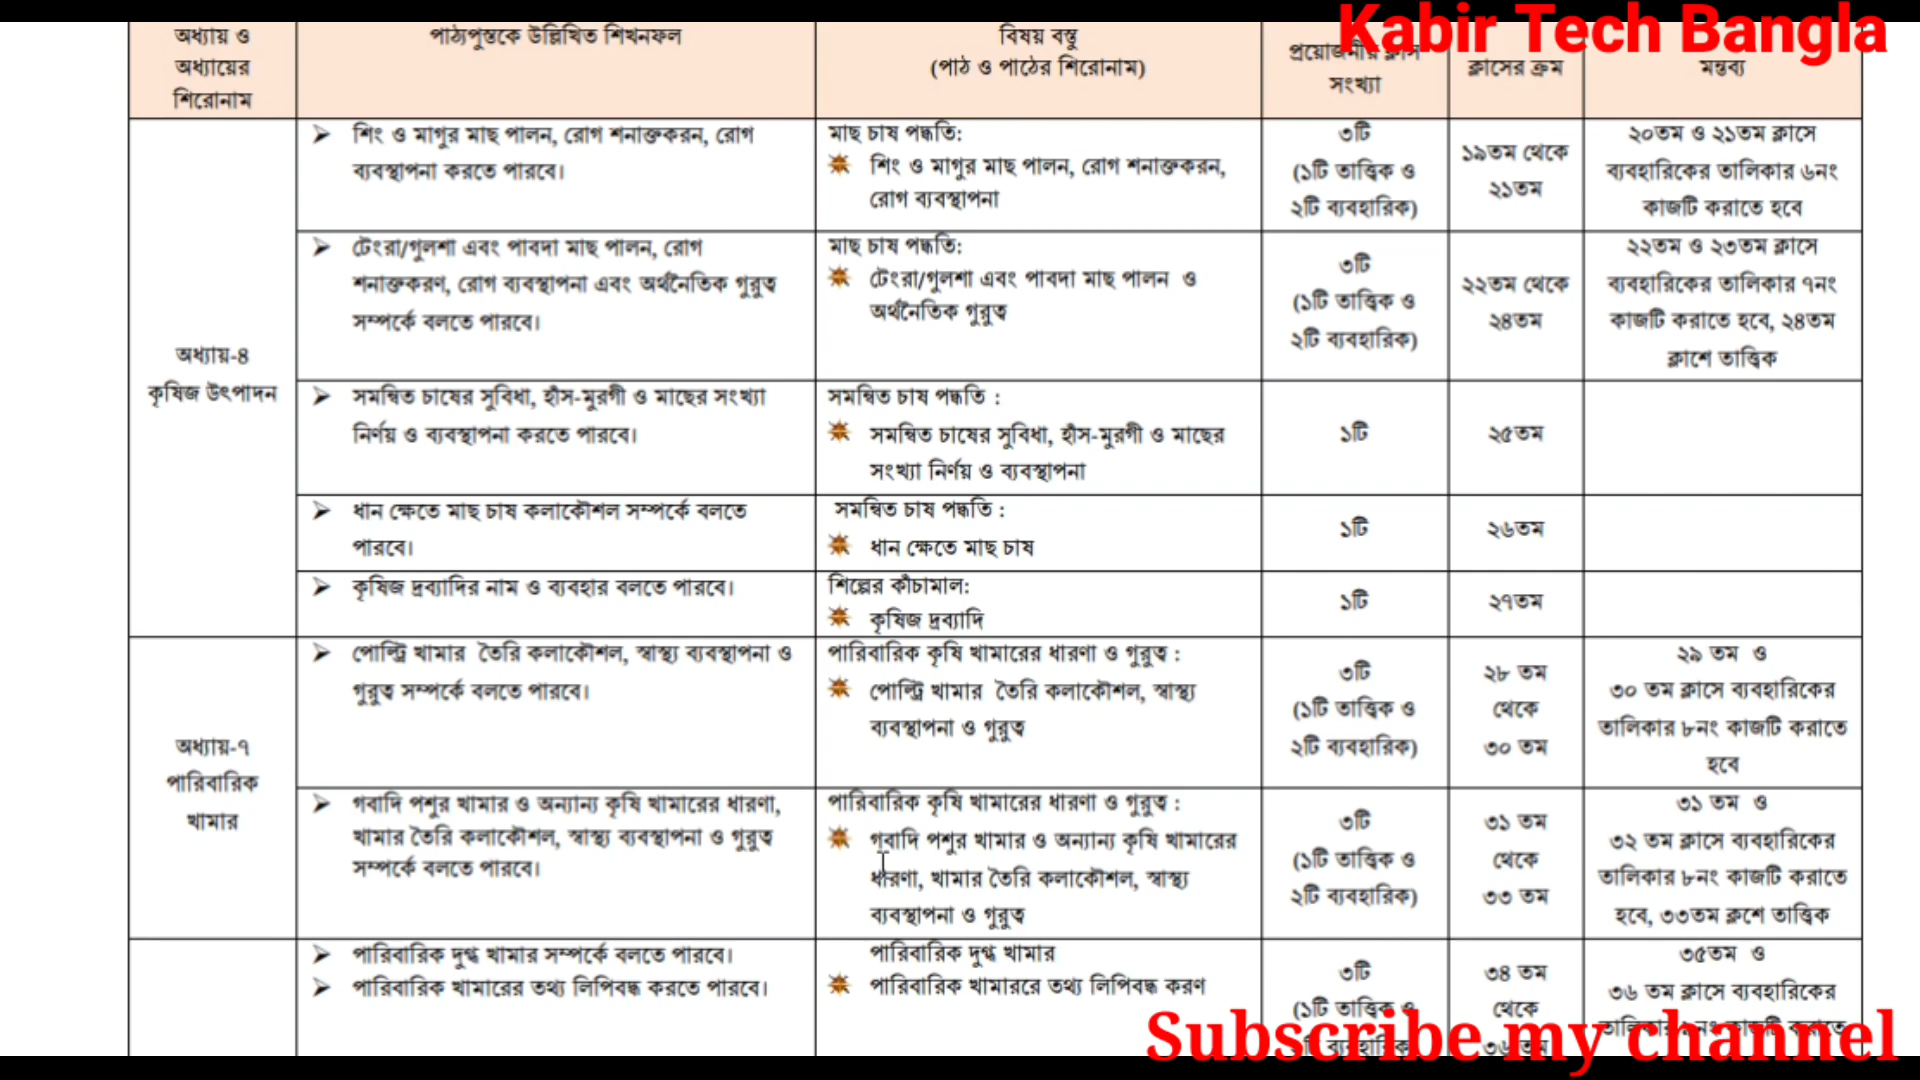 Kabir Tech Bangla
অধ্যায় ও
অধ্যায়ের
শিরোনাম
পাঠ্যপুস্তকে উল্লিখিত শিখনফল
বিষয় বস্তু
(পাঠ ও পাঠের শিরোনাম)
প্রয়োজনীয় ক্লাস
সংখ্যা
ক্লাসের ক্রম
মন্তব্য
অধ্যায়-৪
কৃষিজ উৎপাদন
শিং ও মাগুর মাছ পালন, রোগ শনাক্তকরন, রোগ
ব্যবস্থাপনা করতে পারবে।
মাছ চাষ পদ্ধতি:
শিং ও মাগুর মাছ পালন, রোগ শনাক্তকরন,
রোগ ব্যবস্থাপনা
৩টি
(১টি তাত্ত্বিক ও
২টি ব্যবহারিক)
১৯তম থেকে
২১তম
২০তম ও ২১তম ক্লাসে
ব্যবহারিকের তালিকার ৬নং
কাজটি করাতে হবে
টেংরা/গুলশা এবং পাবদা মাছ পালন, রোগ
শনাক্তকরণ, রোগ ব্যবস্থাপনা এবং অর্থনৈতিক গুরুত্ব
সম্পর্কে বলতে পারবে।
মাছ চাষ পদ্ধতি:
টেংরা/গুলশা এবং পাবদা মাছ পালন ও
অর্থনৈতিক গুরুত্ব
৩টি
(১টি তাত্ত্বিক ও
২টি ব্যবহারিক)
২২তম থেকে
২৪তম
২২তম ও ২৩তম ক্লাসে
ব্যবহারিকের তালিকার ৭নং
কাজটি করাতে হবে, ২৪তম
ক্লাশে তাত্ত্বিক
সমন্বিত চাষের সুবিধা, হাঁস-মুরগী ও মাছের সংখ্যা
নির্ণয় ও ব্যবস্থাপনা করতে পারবে।
সমন্বিত চাষ পদ্ধতি :
সমন্বিত চাষের সুবিধা, হাঁস-মুরগী ও মাছের
সংখ্যা নির্ণয় ও ব্যবস্থাপনা
১টি
২৫তম
ধান ক্ষেতে মাছ চাষ কলাকৌশল সম্পর্কে বলতে
পারবে।
সমন্বিত চাষ পদ্ধতি :
ধান ক্ষেতে মাছ চাষ
১টি
২৬তম
কৃষিজ দ্রব্যাদির নাম ও ব্যবহার বলতে পারবে।
শিল্পের কাঁচামাল:
কৃষিজ দ্রব্যাদি
১টি
২৭তম
অধ্যায়-৭
পারিবারিক
খামার
পোল্ট্রি খামার তৈরি কলাকৌশল, স্বাস্থ্য ব্যবস্থাপনা ও
গুরুত্ব সম্পর্কে বলতে পারবে।
পারিবারিক কৃষি খামারের ধারণা ও গুরুত্ব :
পোল্ট্রি খামার তৈরি কলাকৌশল, স্বাস্থ্য
ব্যবস্থাপনা ও গুরুত্ব
৩টি
(১টি তাত্ত্বিক ও
২টি ব্যবহারিক)
২৮ তম
থেকে
৩০ তম
২৯ তম ও
৩০ তম ক্লাসে ব্যবহারিকের
তালিকার ৮নং কাজটি করাতে
হবে
গবাদি পশুর খামার ও অন্যান্য কৃষি খামারের ধারণা,
খামার তৈরি কলাকৌশল, স্বাস্থ্য ব্যবস্থাপনা ও গুরুত্ব
সম্পর্কে বলতে পারবে।
পারিবারিক কৃষি খামারের ধারণা ও গুরুত্ব :
গবাদি পশুর খামার ও অন্যান্য কৃষি খামারের
ধারণা, খামার তৈরি কলাকৌশল, স্বাস্থ্য
ব্যবস্থাপনা ও গুরুত্ব
৩টি
(১টি তাত্ত্বিক ও
২টি ব্যবহারিক)
৩১ তম
থেকে
৩৩ তম
৩১ তম ও
৩২ তম ক্লাসে ব্যবহারিকের
তালিকার ৮নং কাজটি করাতে
হবে, ৩৩তম ক্লশে তাত্ত্বিক
পারিবারিক দুগ্ধ খামার সম্পর্কে বলতে পারবে।
পারিবারিক খামারের তথ্য লিপিবদ্ধ করতে পারবে।
পারিবারিক দুগ্ধ খামার
পারিবারিক খামাররে তথ্য লিপিবদ্ধ করণ
৩টি
(১টি তাত্ত্বিক ও
ব্যবহারিক)
৩৪ তম
থেকে
৩৬ তম
৩৫তম ও
৩৬ তম ক্লাসে ব্যবহারিকের
কাজটি করাতে
Subscribe my channel